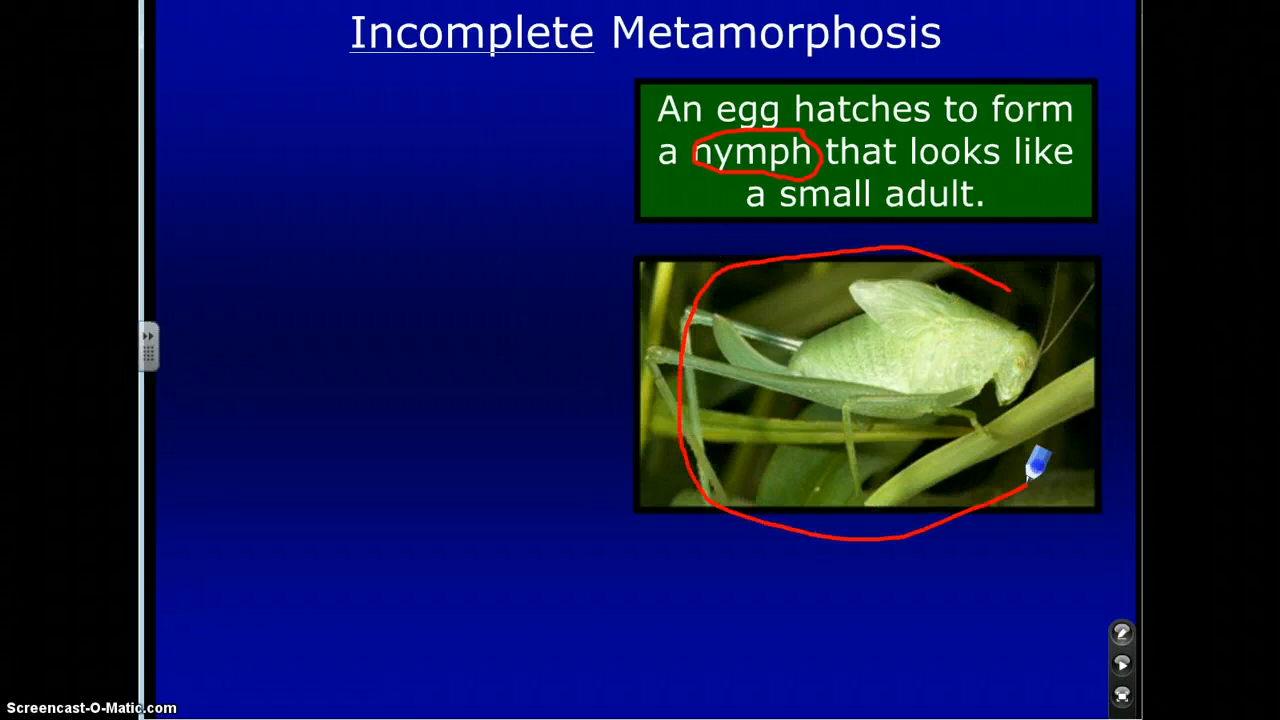 Incomplete Metamorphosis
An egg hatches to form
a nymph that looks like
a small adult.
Screencast-O-Matic.com